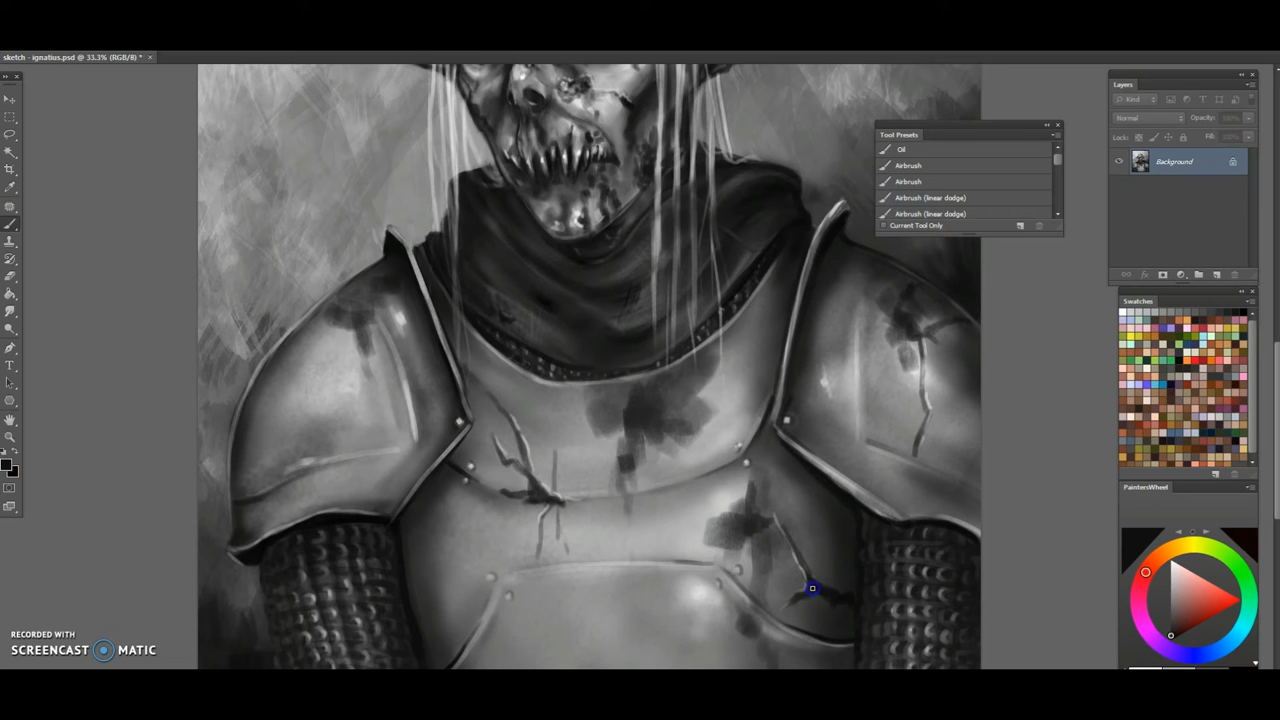 sketch - ignatius.psd @ 33.3% (RGB/8) *
Layers
Kind
Normal
Opacity:
Lock:
Fill:
Background
Tool Presets
Oil
Airbrush
Airbrush
Airbrush (linear dodge)
Airbrush (linear dodge)
Current Tool Only
Swatches
PaintersWheel
RECORDED WITH
SCREENCAST MATIC